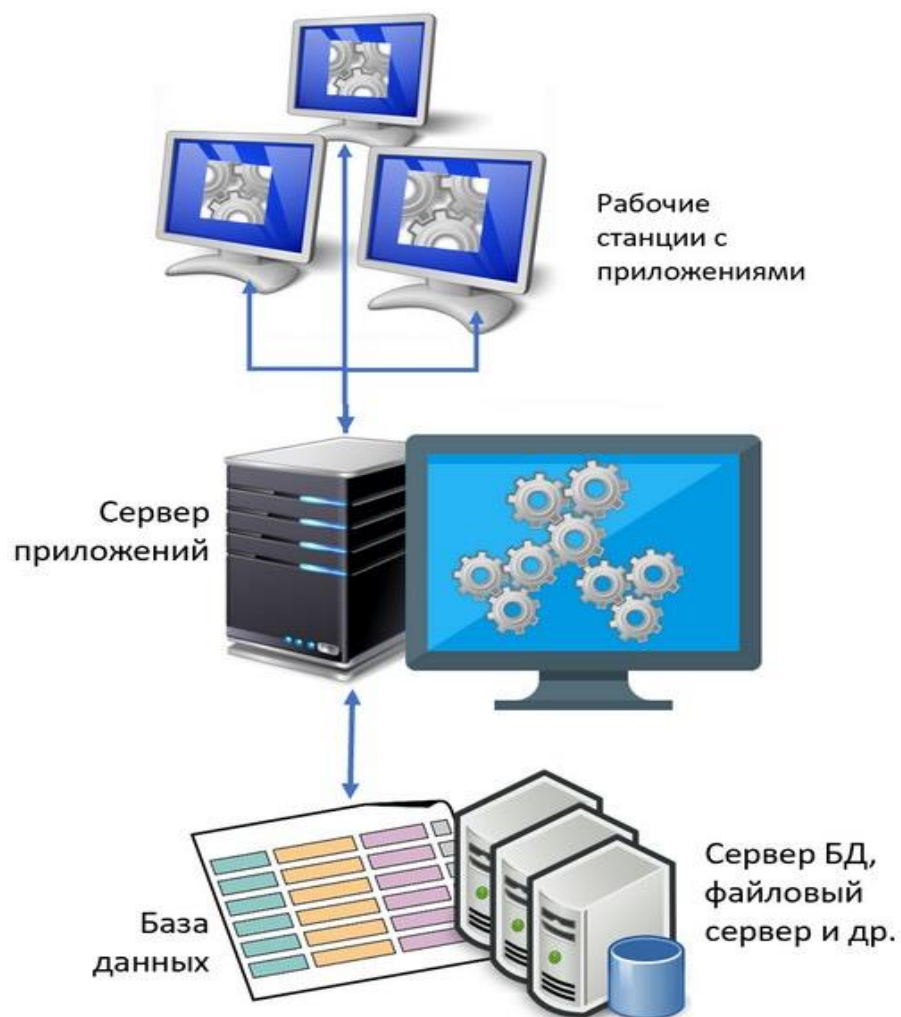 Рабочие
станции с
приложениями
Сервер
приложений
Сервер БД,
файловый
сервер и др.
База
данных